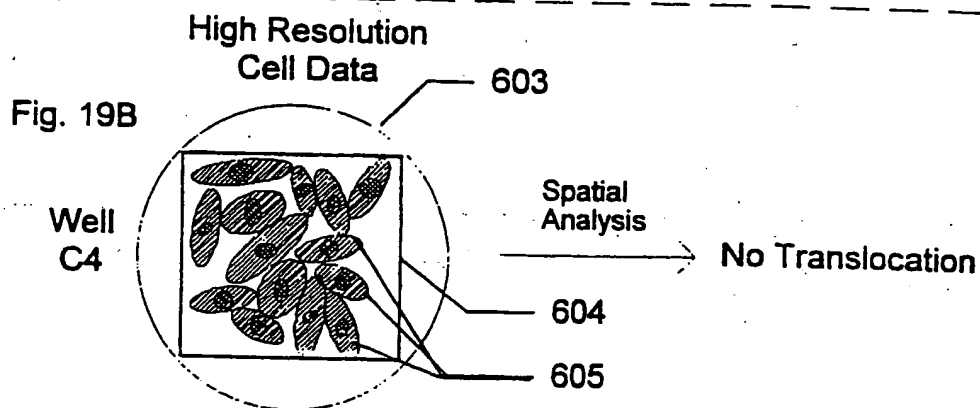 High Resolution
Cell Data
603
Fig. 19B
Well
C4
Spatial
Analysis
No Translocation
604
605